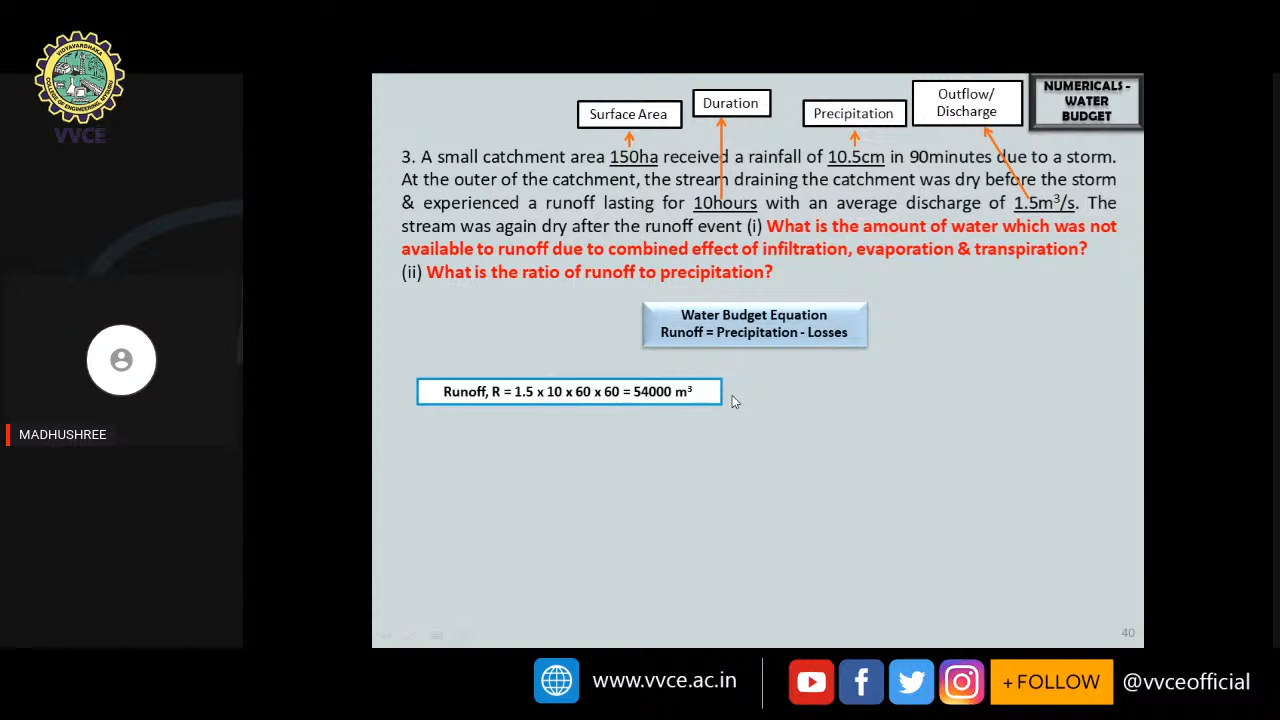 VIDYAVARDHAKA
COLLEGE OF ENGINEERING, MYSURU
VVCE
Surface Area
Duration
Precipitation
Outflow/
Discharge
NUMERICALS -
WATER
BUDGET
3. A small catchment area 150ha received a rainfall of 10.5cm in 90minutes due to a storm.
At the outer of the catchment, the stream draining the catchment was dry before the storm
& experienced a runoff lasting for 10hours with an average discharge of 1.5m³/s. The
stream was again dry after the runoff event (i) What is the amount of water which was not
available to runoff due to combined effect of infiltration, evaporation & transpiration?
(ii) What is the ratio of runoff to precipitation?
Water Budget Equation
Runoff = Precipitation - Losses
Runoff, R = 1.5 x 10 x 60 x 60 = 54000 m³
MADHUSHREE
40
www.vvce.ac.in
+ FOLLOW
@vvceofficial